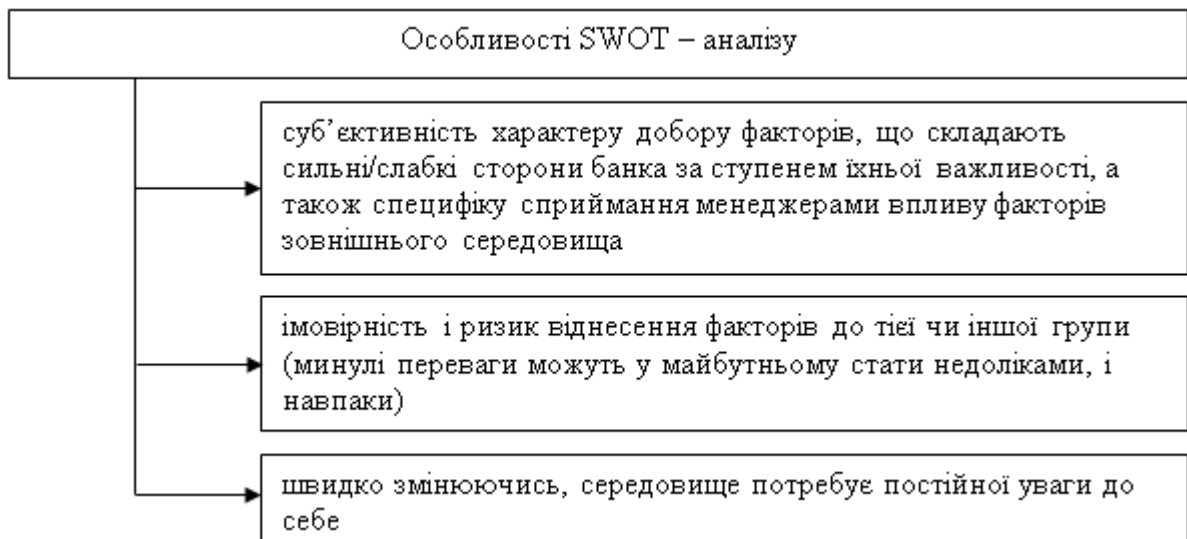 Особливості SWOT – аналізу
суб’єктивність характеру добору факторів, що складають
сильні/слабкі сторони банка за ступенем їхньої важливості, а
також специфіку сприймання менеджерами впливу факторів
зовнішнього середовища
імовірність і ризик віднесення факторів до тієї чи іншої групи
(минулі переваги можуть у майбутньому стати недоліками, і
навпаки)
швидко змінюючись, середовище потребує постійної уваги до
себе